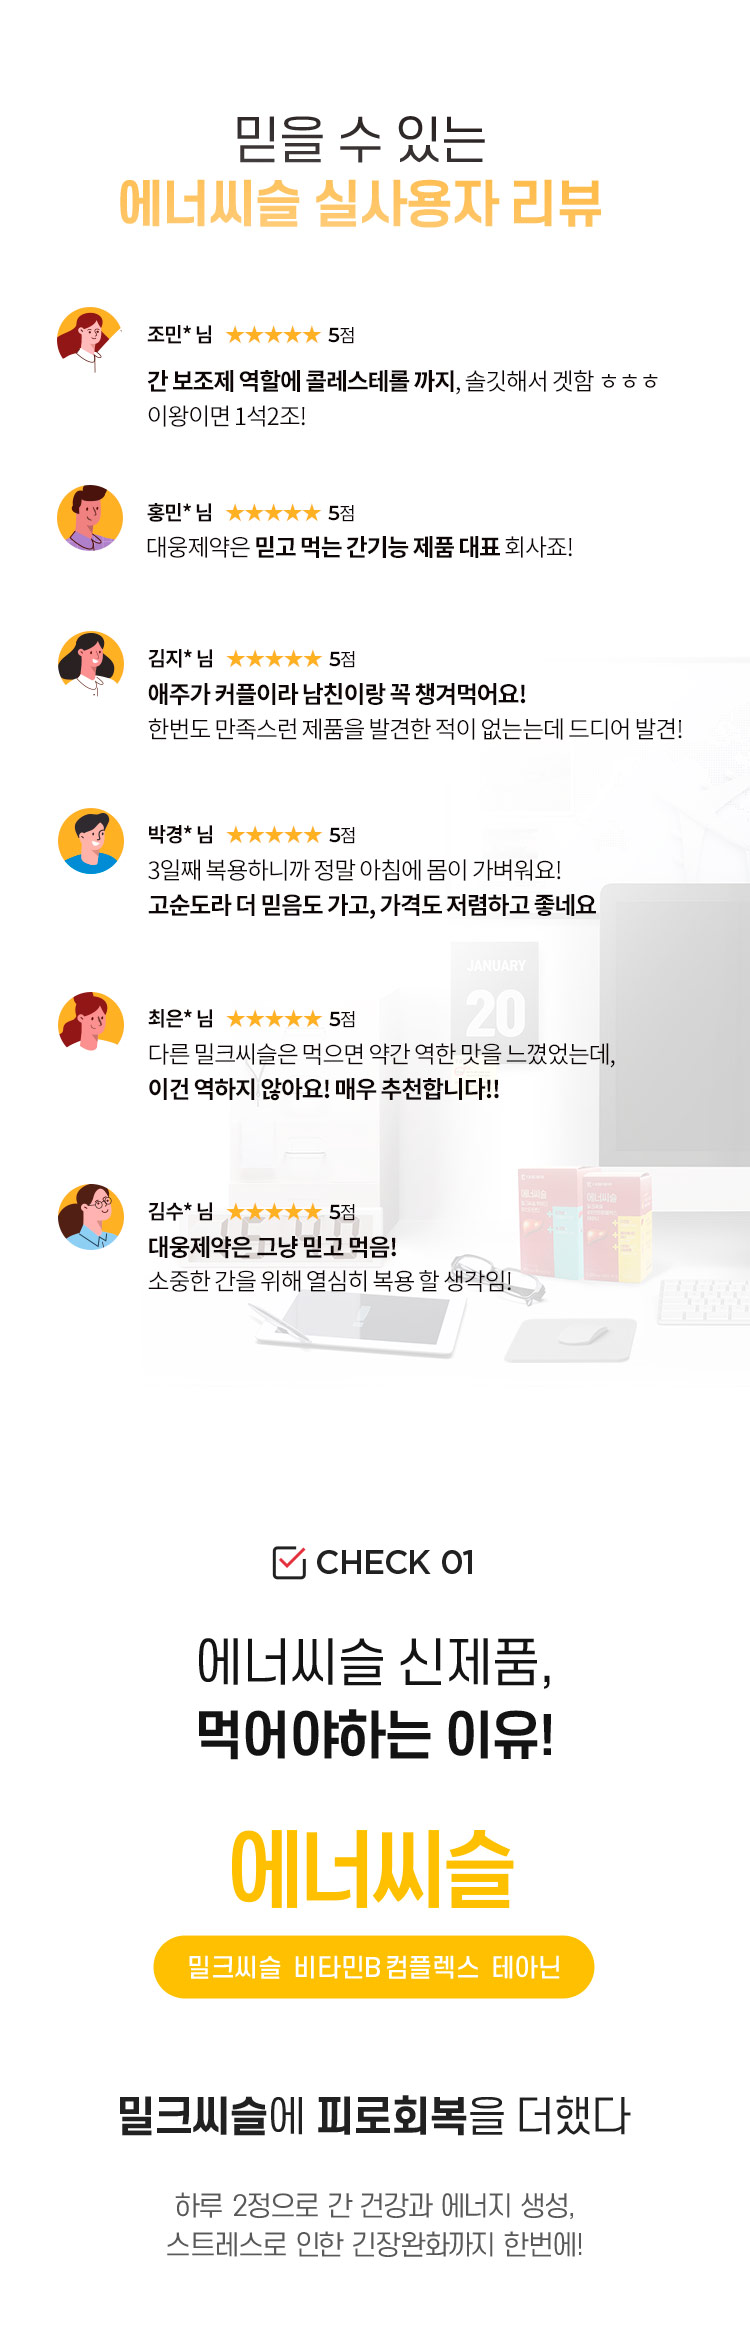 믿을 수 있는
에너씨슬 실사용자 리뷰
조민* 님 ★★★★★ 5점
간 보조제 역할에 콜레스테롤 까지, 솔깃해서 겟함 ㅎㅎㅎ
이왕이면 1석2조!
홍민* 님 ★★★★★ 5점
대웅제약은 믿고 먹는 간기능 제품 대표 회사죠!
김지* 님 ★★★★★ 5점
애주가 커플이라 남친이랑 꼭 챙겨먹어요!
한번도 만족스런 제품을 발견한 적이 없는는데 드디어 발견!
박경* 님 ★★★★★ 5점
3일째 복용하니까 정말 아침에 몸이 가벼워요!
고순도라 더 믿음도 가고, 가격도 저렴하고 좋네요
JANUARY
20
최은* 님 ★★★★★ 5점
다른 밀크씨슬은 먹으면 약간 역한 맛을 느꼈었는데,
이건 역하지 않아요! 매우 추천합니다!!
에너씨슬
에너씨슬
김수* 님 ★★★★★ 5점
대웅제약은 그냥 믿고 먹음!
소중한 간을 위해 열심히 복용 할 생각임!
CHECK 01
에너씨슬 신제품,
먹어야하는 이유!
에너씨슬
밀크씨슬 비타민B 컴플렉스 테아닌
밀크씨슬에 피로회복을 더했다
하루 2정으로 간 건강과 에너지 생성,
스트레스로 인한 긴장완화까지 한번에!